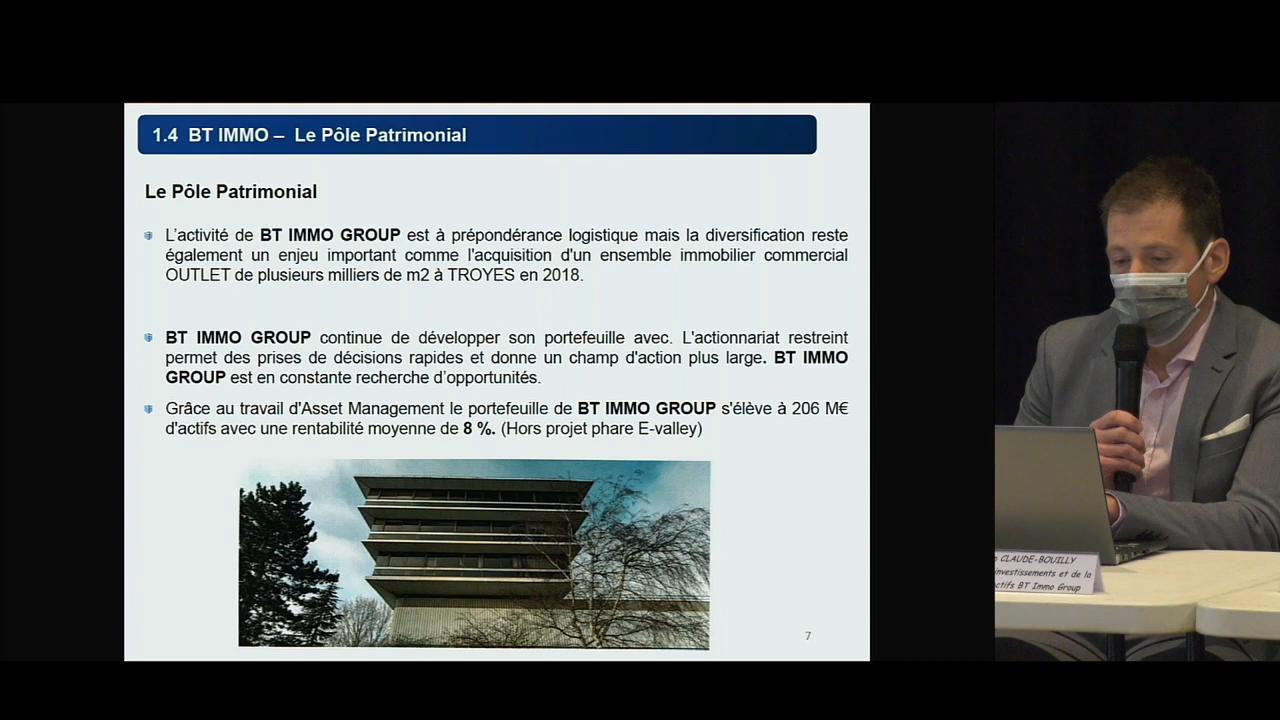 1.4 BT IMMO – Le Pôle Patrimonial
Le Pôle Patrimonial
L'activité de BT IMMO GROUP est à prépondérance logistique mais la diversification reste
également un enjeu important comme l'acquisition d'un ensemble immobilier commercial
OUTLET de plusieurs milliers de m2 à TROYES en 2018.
BT IMMO GROUP continue de développer son portefeuille avec. L'actionnariat restreint
permet des prises de décisions rapides et donne un champ d'action plus large. BT IMMO
GROUP est en constante recherche d'opportunités.
Grâce au travail d'Asset Management le portefeuille de BT IMMO GROUP s'élève à 206 M€
d'actifs avec une rentabilité moyenne de 8 %. (Hors projet phare E-valley)
7
CLAUDE-BOUILLY
investissements et de la
ctifs BT Immo Group